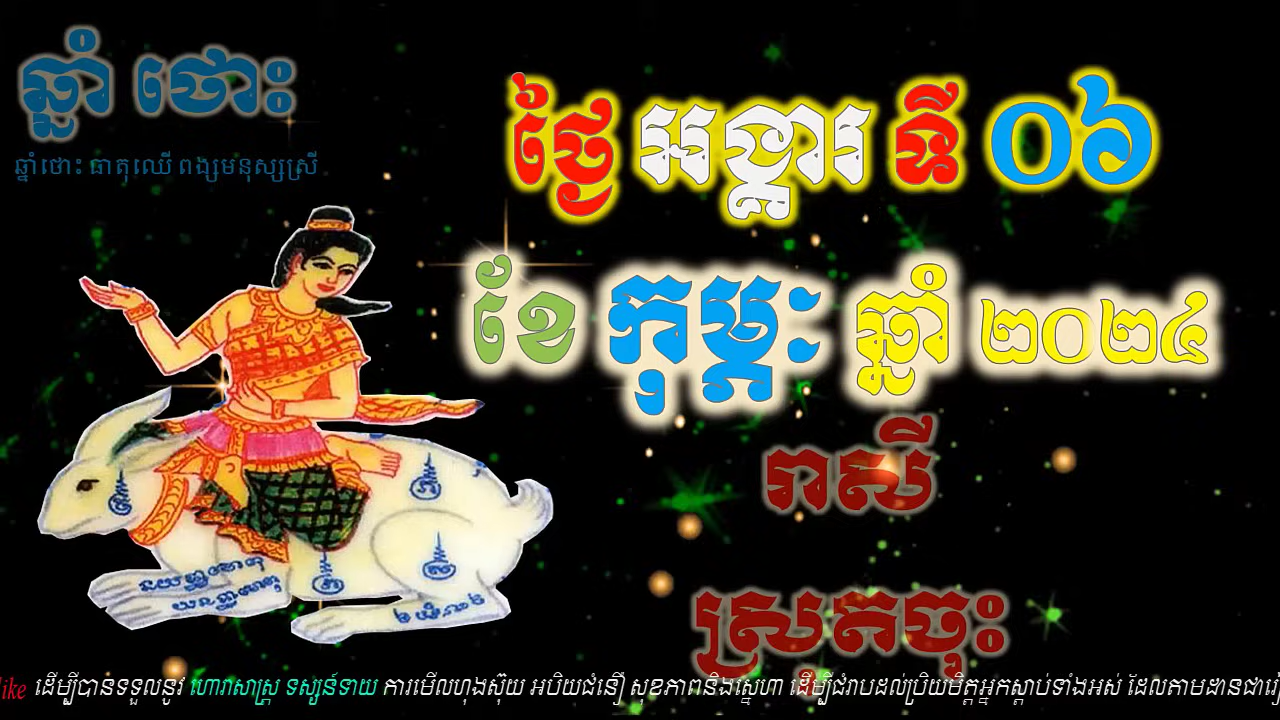 ឆ្នាំ ថោះ
ឆ្នាំថោះ ធាតុឈើ ពង្សមនុស្សស្រី
ថ្ងៃ អង្គារ ទី ០៦
ខែ កុម្ភៈ ឆ្នាំ ២០២៤
រាសី
ស្រុតចុះ
like ដើម្បីបានទទួលនូវ ហោរាសាស្ត្រ ទស្សន៍ទាយ ការមើលហុងស៊ុយ អបិយជំនឿ សុខភាពនិងស្នេហា ដើម្បីជំរាបដល់ប្រិយមិត្តអ្នកស្តាប់ទាំងអស់ ដែលតាមដានជា